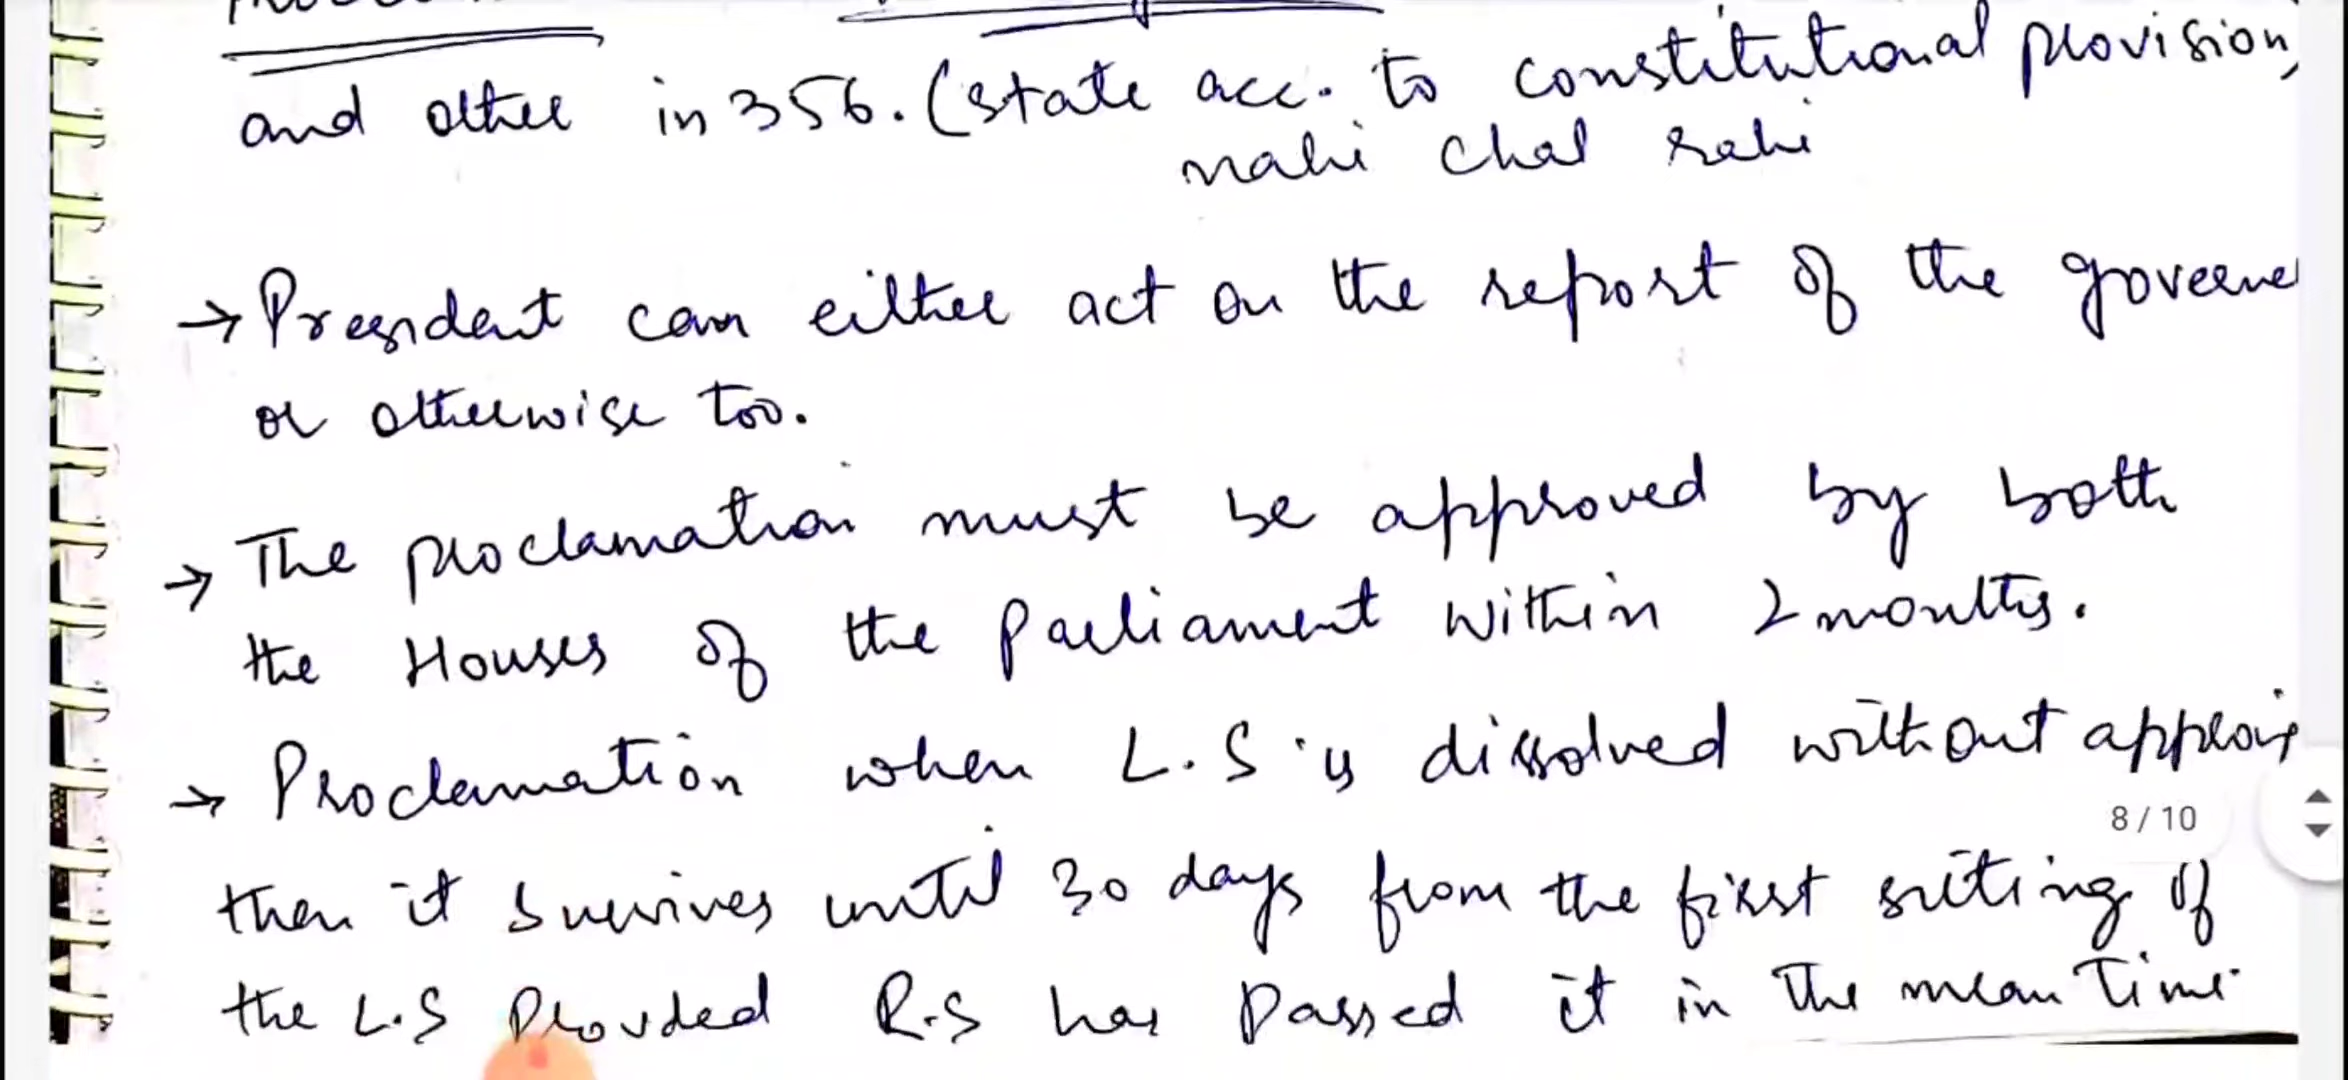 and other in 356. (state acc. to constitutional provision,
nahi chal rahi
→ President can either act on the report of the governe
or otherwise too.
→ The proclamation must be approved by both
the Houses of the Parliament within 2 months.
→ Proclamation when L.S is dissolved without approvi
8 / 10
then it survives until 30 days from the first sitting of
the L.S Provded R.S has passed it in the mean time